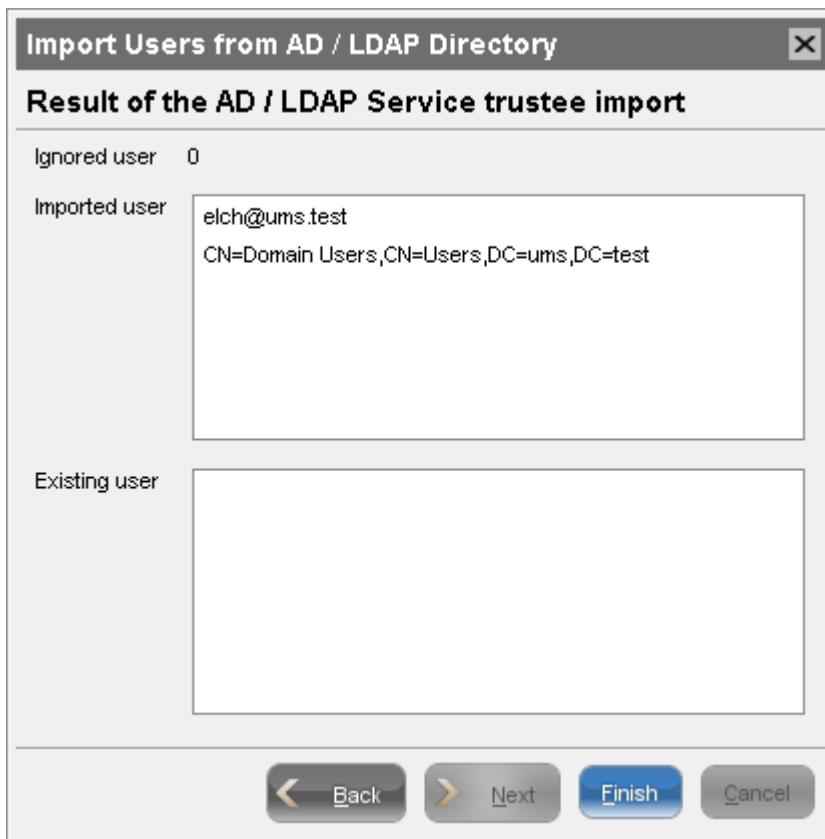 Import Users from AD / LDAP Directory
Result of the AD / LDAP Service trustee import
Ignored user 0
Imported user
elch@ums.test
CN=Domain Users,CN=Users,DC=ums,DC=test
Existing user
Back Next Finish Cancel